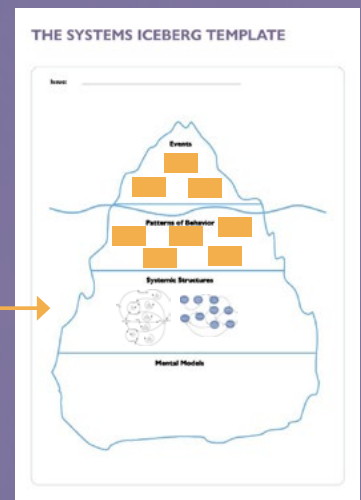 THE SYSTEMS ICEBERG TEMPLATE
Issue:
Events
Patterns of Behavior
Systemic Structures
Mental Models